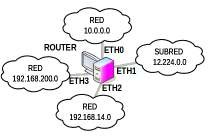 RED
10.0.0.0
ROUTER
ETH0
SUBRED
12.224.0.0
RED
192.168.200.0
ETH1
ETH3
ETH2
RED
192.168.14.0